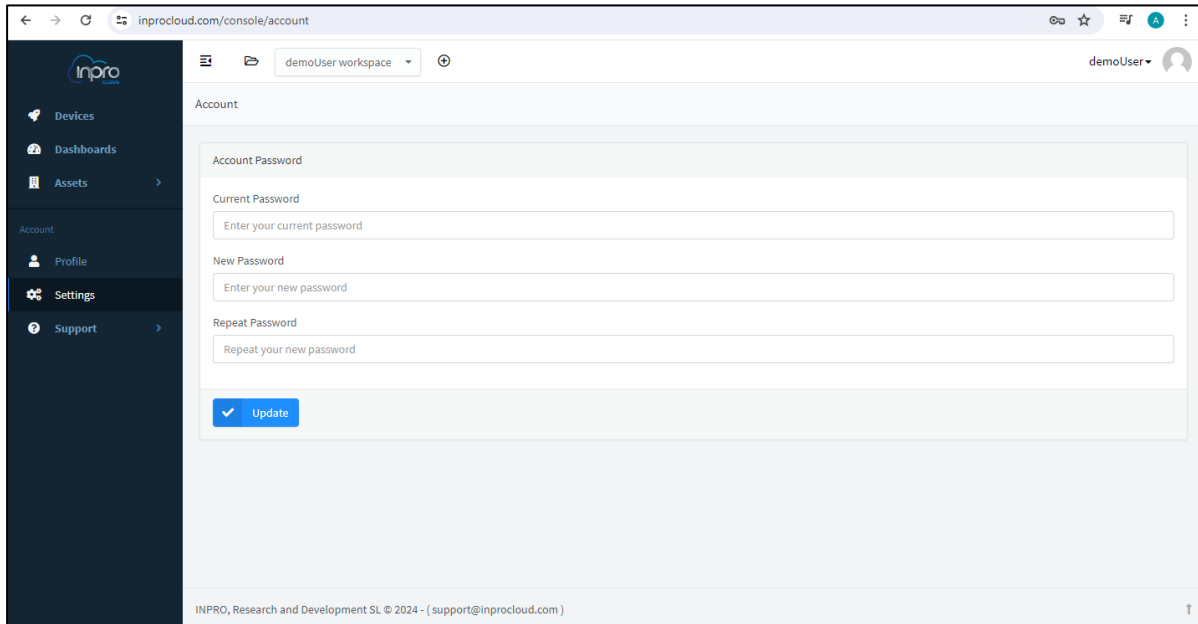 inprocloud.com/console/account
A
inpro
demoUser workspace
demoUser
Devices
Dashboards
Assets
Account
Profile
Settings
Support
Account
Account Password
Current Password
Enter your current password
New Password
Enter your new password
Repeat Password
Repeat your new password
Update
INPRO, Research and Development SL © 2024 - ( support@inprocloud.com )